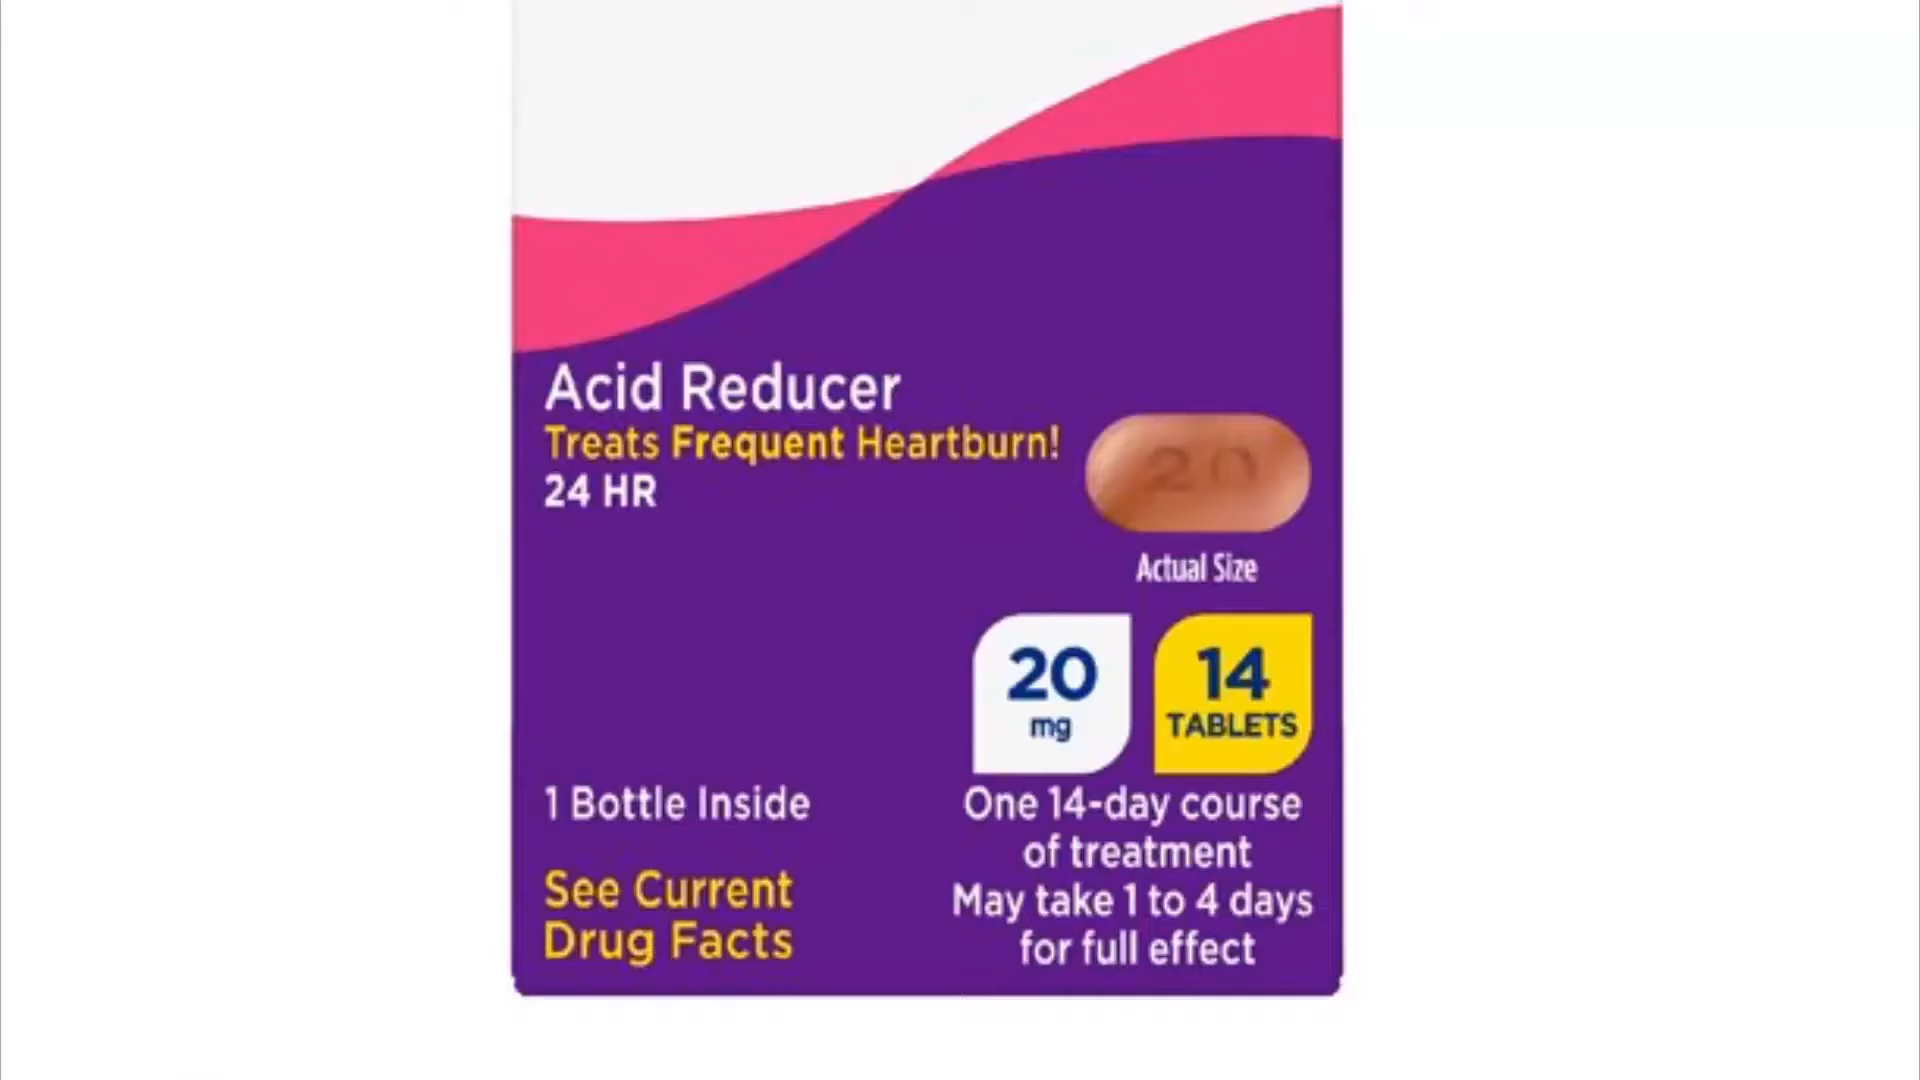 Acid Reducer
Treats Frequent Heartburn!
24 HR
20
Actual Size
20
mg
14
TABLETS
1 Bottle Inside
See Current
Drug Facts
One 14-day course
of treatment
May take 1 to 4 days
for full effect